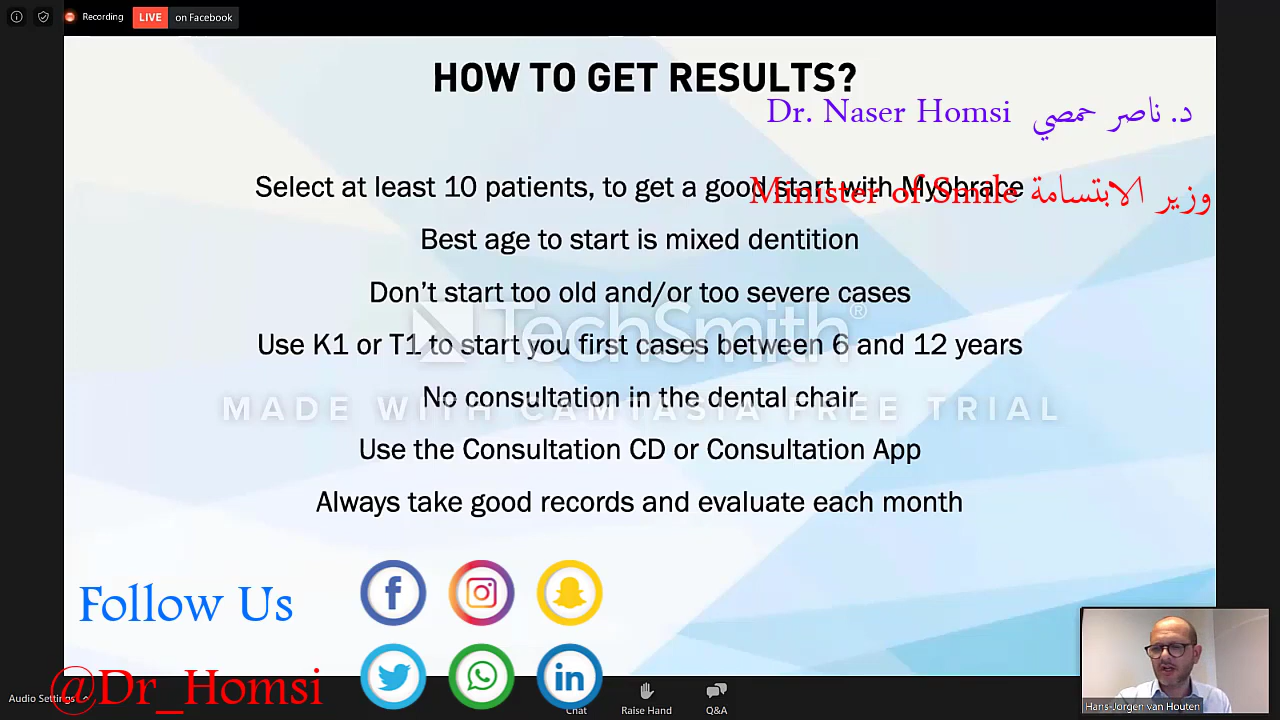 Recording LIVE on Facebook
HOW TO GET RESULTS?
Dr. Naser Homsi د. ناصر حمصي
Select at least 10 patients, to get a good start with Myobrace
Minister of Smile وزير الابتسامة
Best age to start is mixed dentition
Don't start too old and/or too severe cases
TechSmith®
Use K1 or T1 to start you first cases between 6 and 12 years
No consultation in the dental chair
MADE WITH CAMTASIA FREE TRIAL
Use the Consultation CD or Consultation App
Always take good records and evaluate each month
Follow Us
@Dr_Homsi
Audio Settings
Chat
Raise Hand
Q&A
Hans-Jorgen van Houten